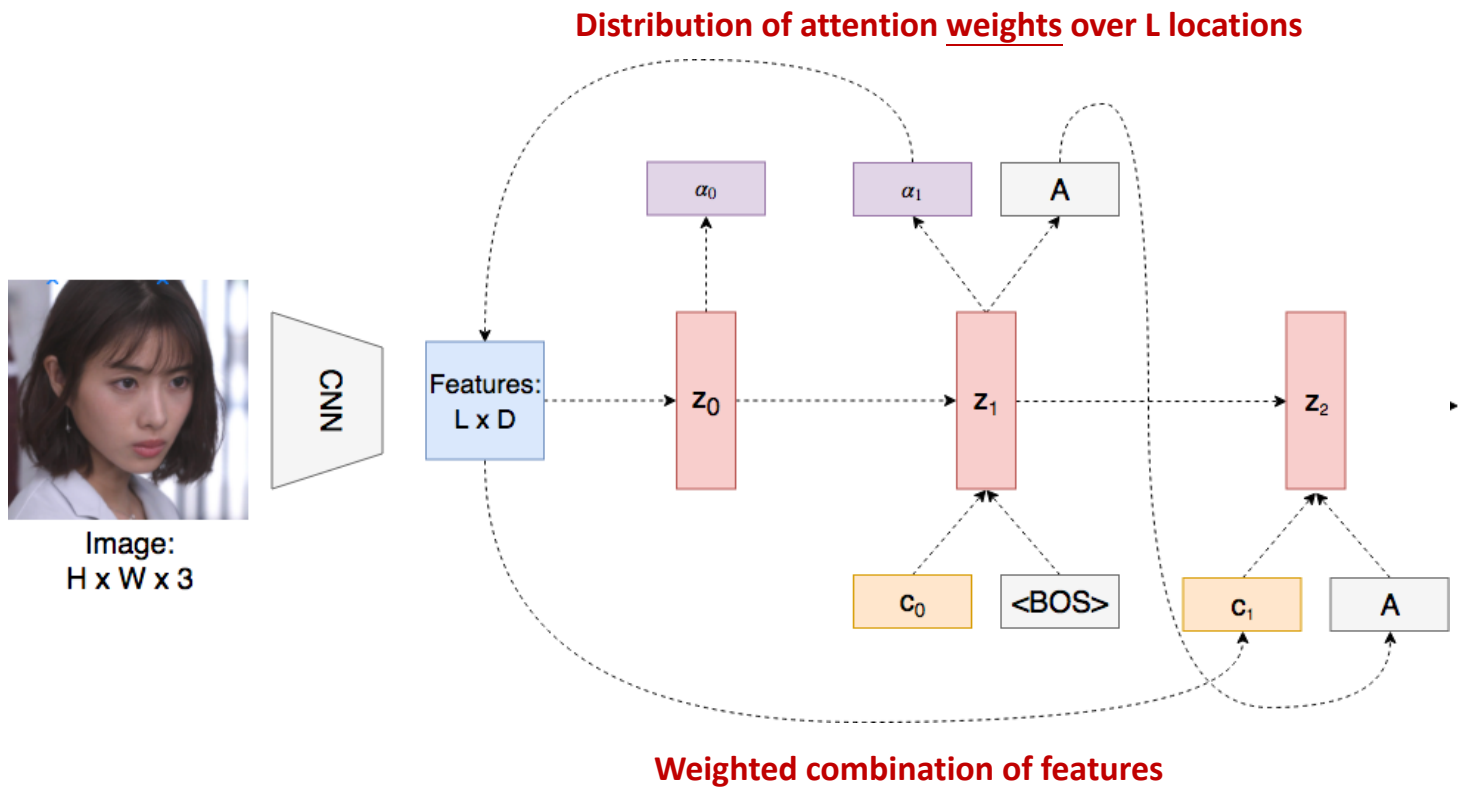 Distribution of attention weights over L locations
α₀
α₁
A
CNN
Features:
L x D
z₀
z₁
z₂
Image:
H x W x 3
c₀
<BOS>
c₁
A
Weighted combination of features